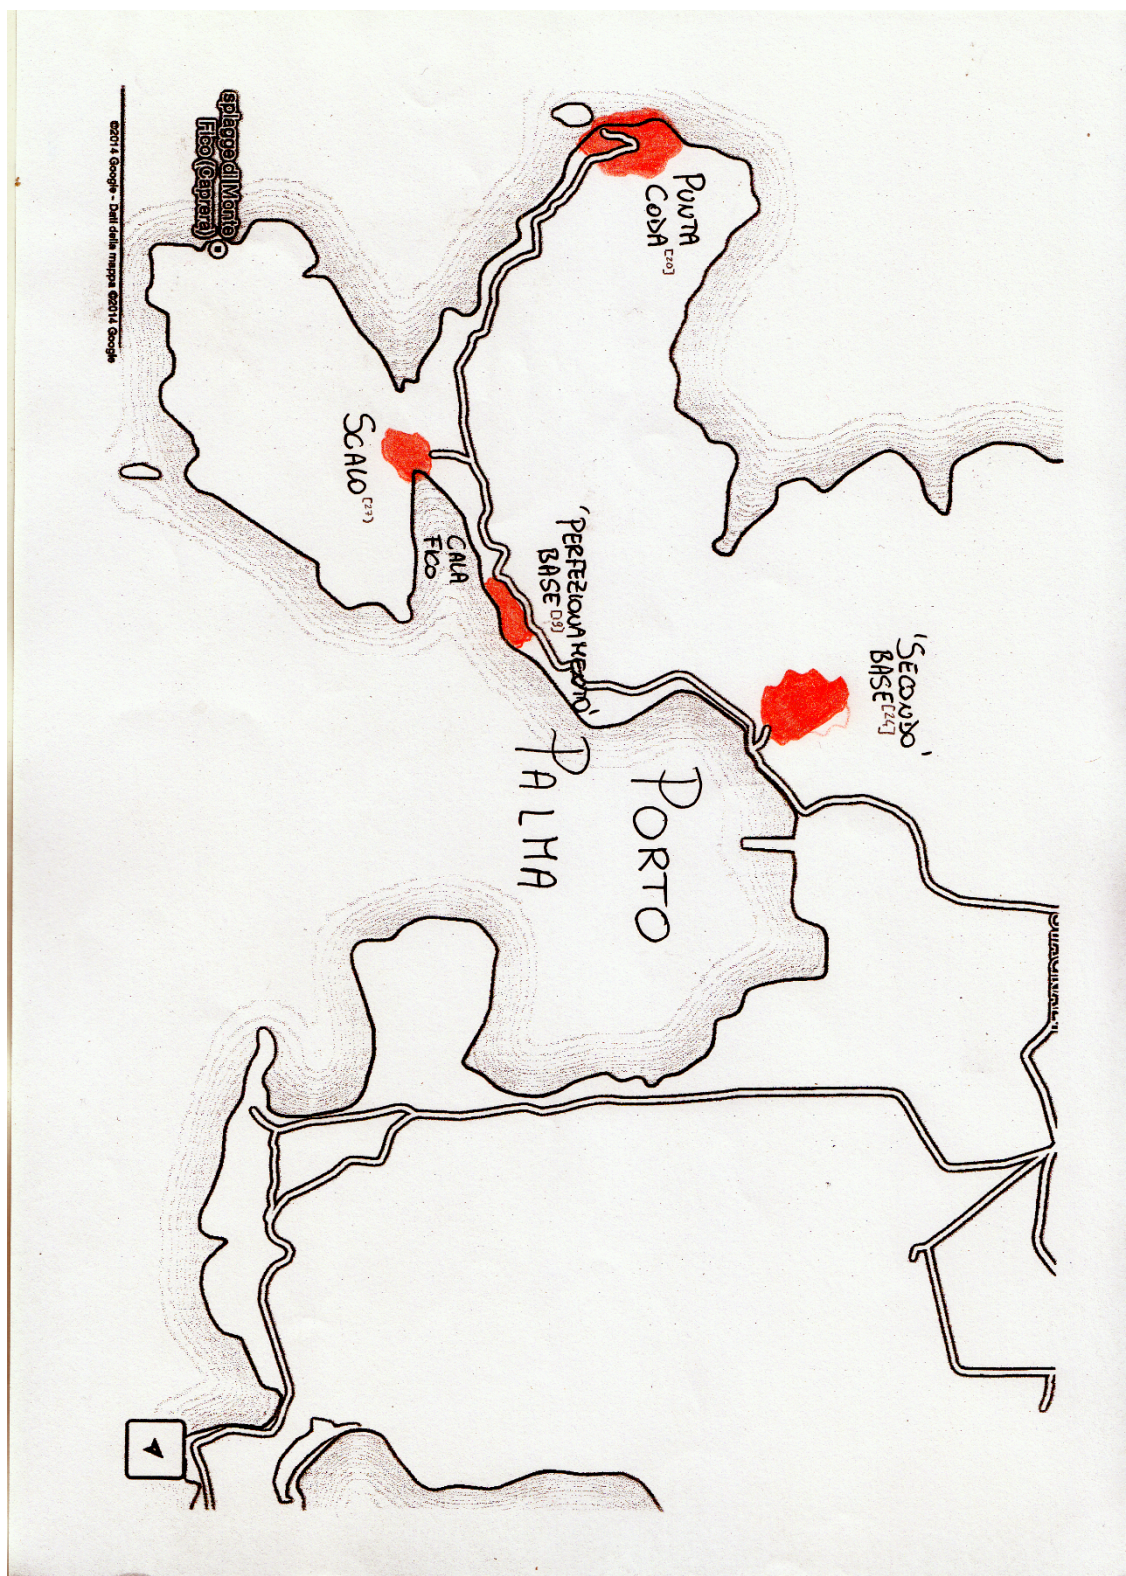 'SECONDO'
BASE[24]
PUNTA
CODA[20]
'PERFEZIONAMENTO'
BASE[19]
PORTO
PALMA
CALA
FICO
SCALO[27]
spiagge di Monte
Fico (Caprera)
©2014 Google - Dati della mappa ©2014 Google